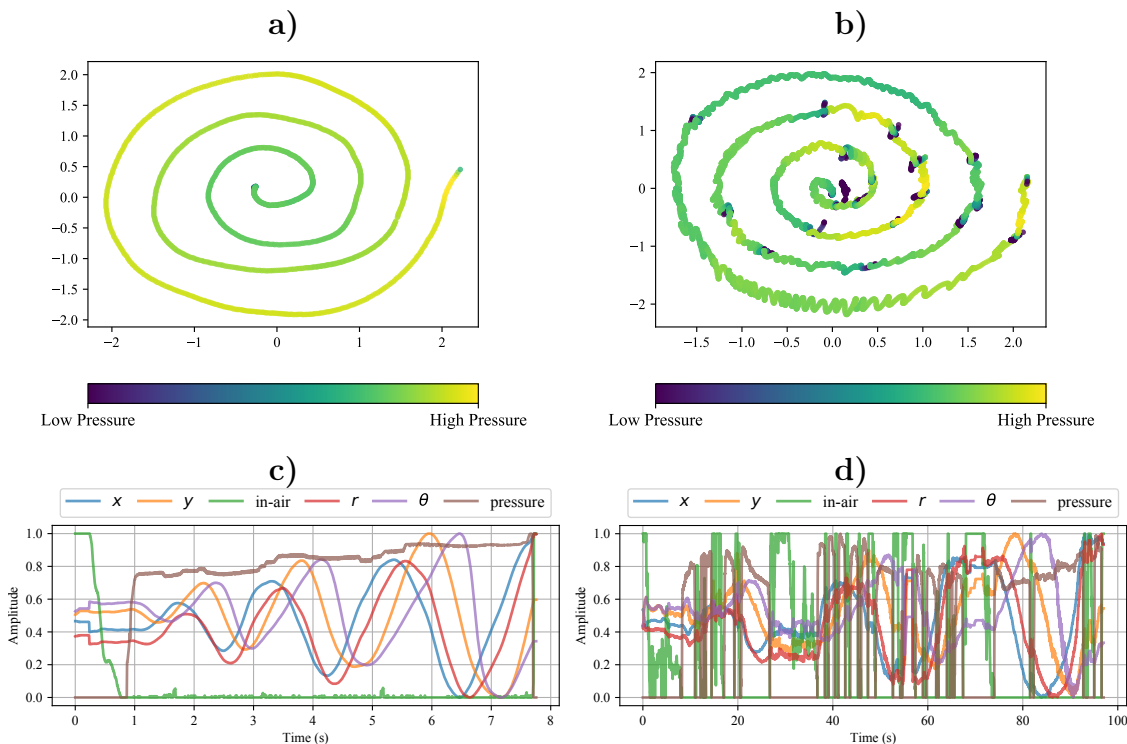 a)
2.0
1.5
1.0
0.5
0.0
−0.5
−1.0
−1.5
−2.0
−2 −1 0 1 2
Low Pressure High Pressure
b)
2
1
0
−1
−2
−1.5 −1.0 −0.5 0.0 0.5 1.0 1.5 2.0
Low Pressure High Pressure
c)
x y in-air r θ pressure
1.0
0.8
0.6
0.4
0.2
0.0
Amplitude
0 1 2 3 4 5 6 7 8
Time (s)
d)
x y in-air r θ pressure
1.0
0.8
0.6
0.4
0.2
0.0
Amplitude
0 20 40 60 80 100
Time (s)